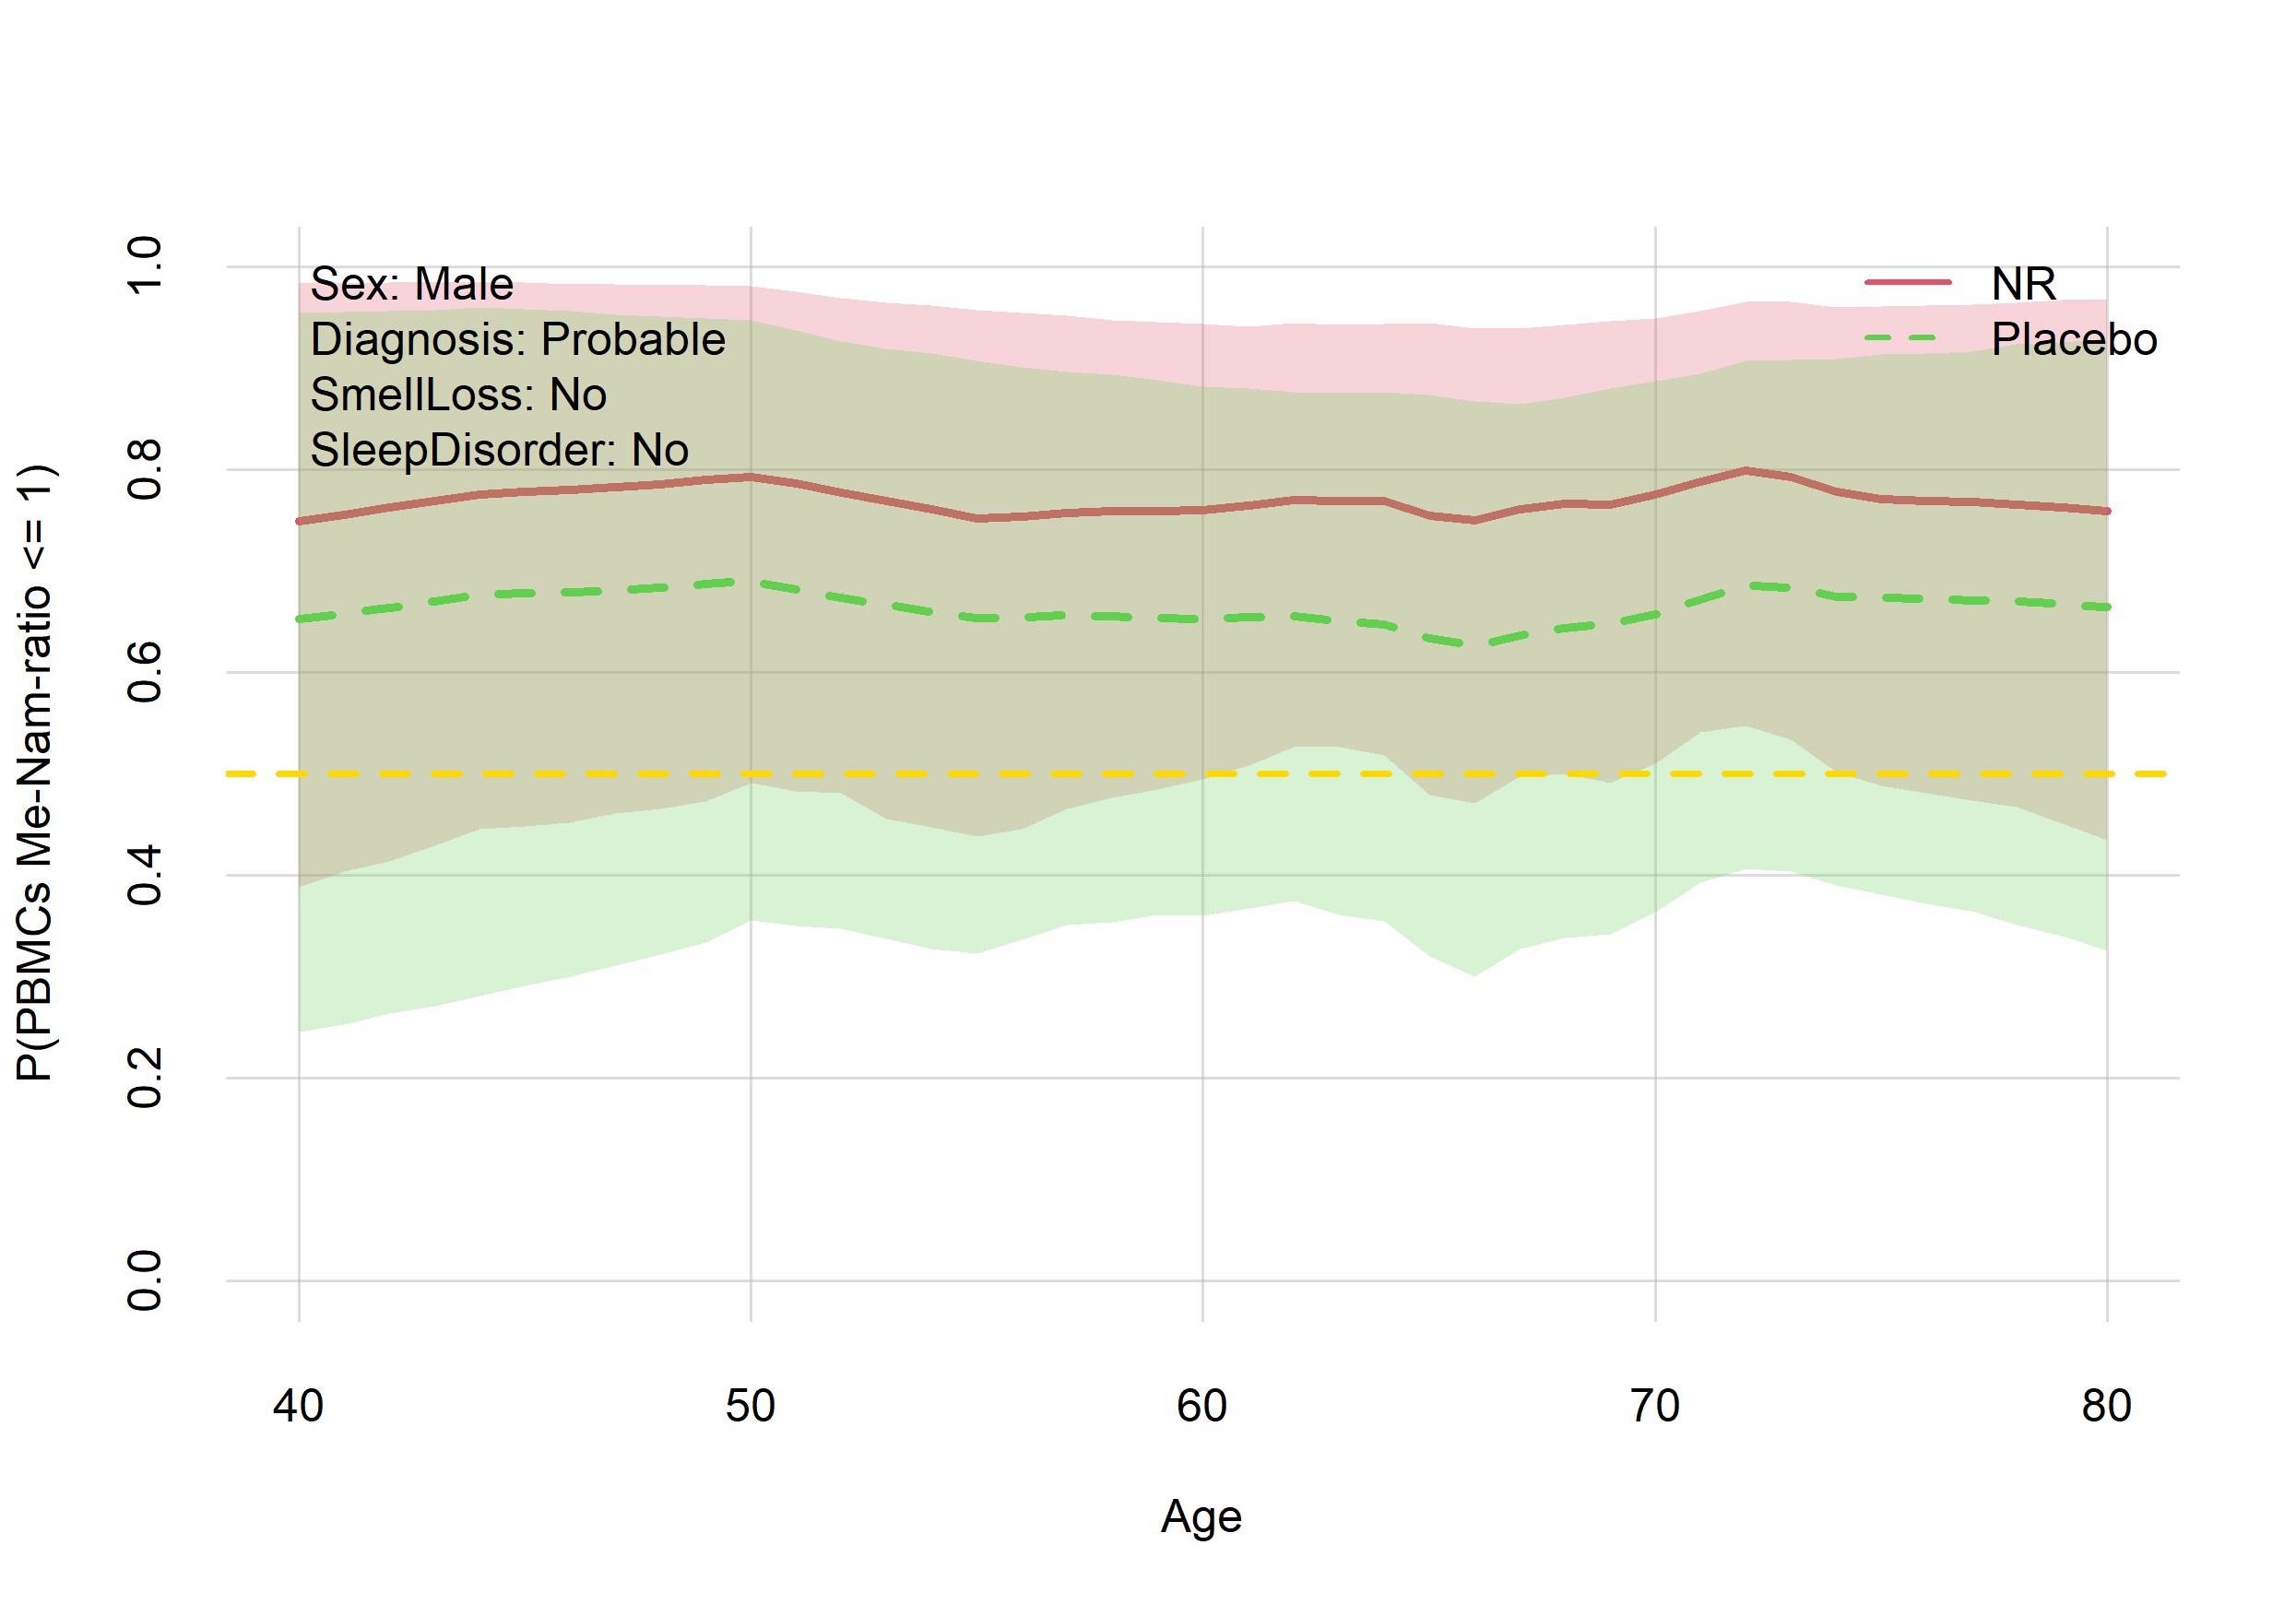 Sex: Male
Diagnosis: Probable
SmellLoss: No
SleepDisorder: No
NR
Placebo
P(PBMCs Me-Nam-ratio <= 1)
1.0
0.8
0.6
0.4
0.2
0.0
40 50 60 70 80
Age